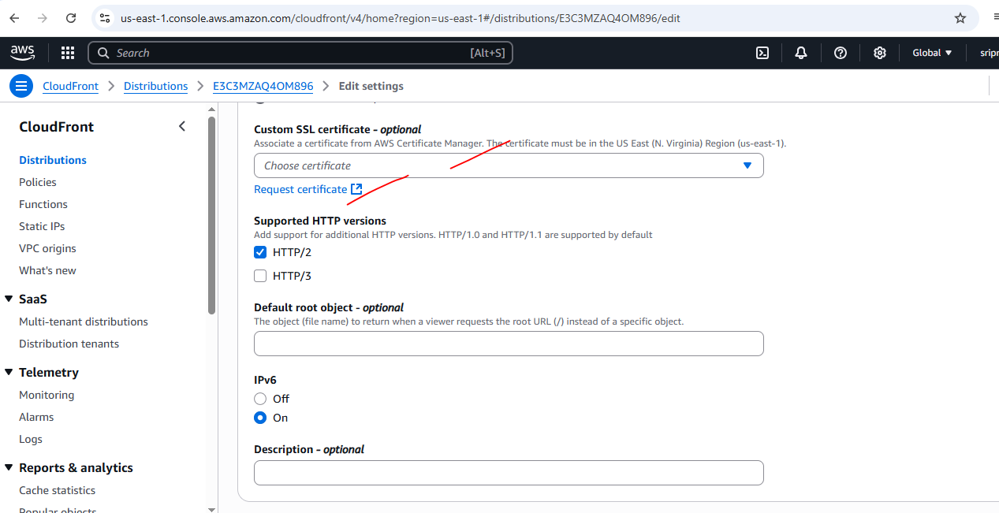 us-east-1.console.aws.amazon.com/cloudfront/v4/home?region=us-east-1#/distributions/E3C3MZAQ4OM896/edit
aws
Search
[Alt+S]
Global
CloudFront
Distributions
E3C3MZAQ4OM896
Edit settings
CloudFront
Distributions
Policies
Functions
Static IPs
VPC origins
What's new
SaaS
Multi-tenant distributions
Distribution tenants
Telemetry
Monitoring
Alarms
Logs
Reports & analytics
Cache statistics
Popular objects
Custom SSL certificate - optional
Associate a certificate from AWS Certificate Manager. The certificate must be in the US East (N. Virginia) Region (us-east-1).
Choose certificate
Request certificate
Supported HTTP versions
Add support for additional HTTP versions. HTTP/1.0 and HTTP/1.1 are supported by default
HTTP/2
HTTP/3
Default root object - optional
The object (file name) to return when a viewer requests the root URL (/) instead of a specific object.
IPv6
Off
On
Description - optional